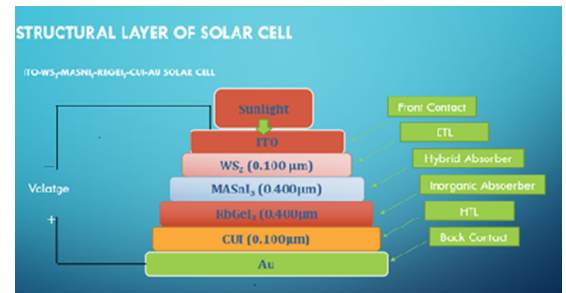 STRUCTURAL LAYER OF SOLAR CELL
ITO-WS₂-MASNI₃-RBGEI₃-CUI-AU SOLAR CELL
Sunlight
Front Contact
ITO
ETL
WS₂ (0.100 μm)
Hybrid Absorber
MASnI₃ (0.400μm)
Inorganic Abscerber
RbGeI₃ (0.400μm
HTL
CUI (0.100μm)
Back Contact
Au
Vclatge
+